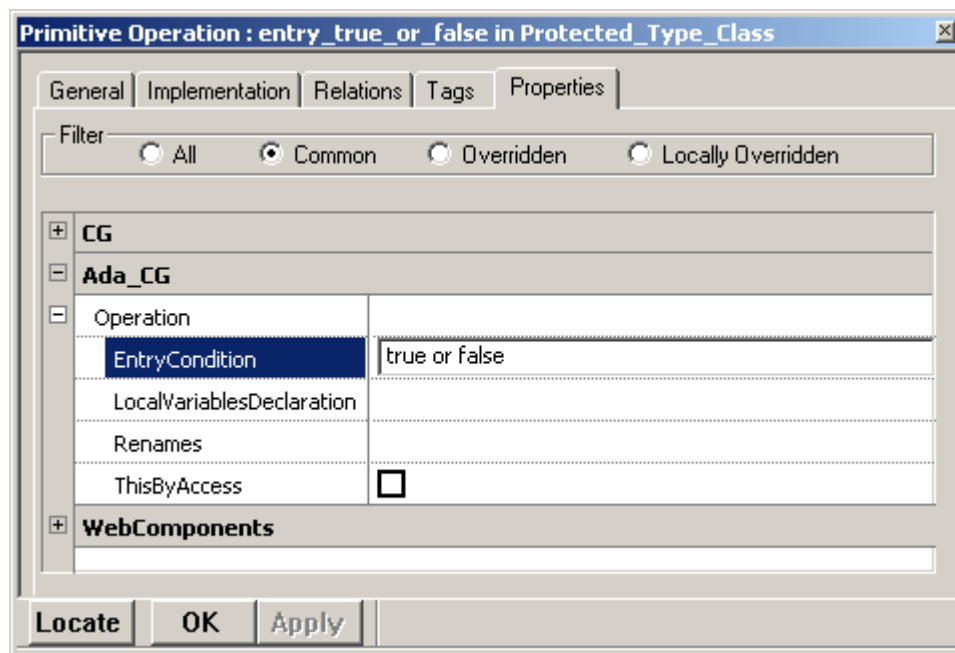 Primitive Operation : entry_true_or_false in Protected_Type_Class
General Implementation Relations Tags Properties
Filter
All Common Overridden Locally Overridden
CG
Ada_CG
Operation
EntryCondition true or false
LocalVariablesDeclaration
Renames
ThisByAccess
WebComponents
Locate OK Apply